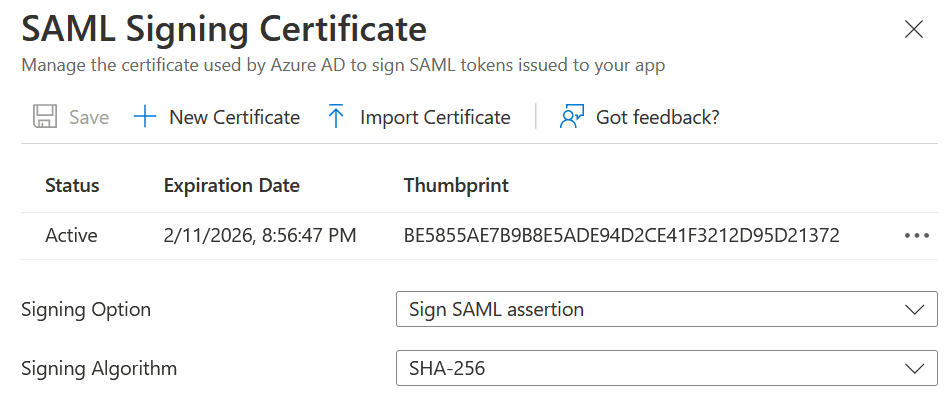 SAML Signing Certificate
Manage the certificate used by Azure AD to sign SAML tokens issued to your app
Save New Certificate Import Certificate Got feedback?
Status Expiration Date Thumbprint
Active 2/11/2026, 8:56:47 PM BE5855AE7B9B8E5ADE94D2CE41F3212D95D21372
Signing Option Sign SAML assertion
Signing Algorithm SHA-256